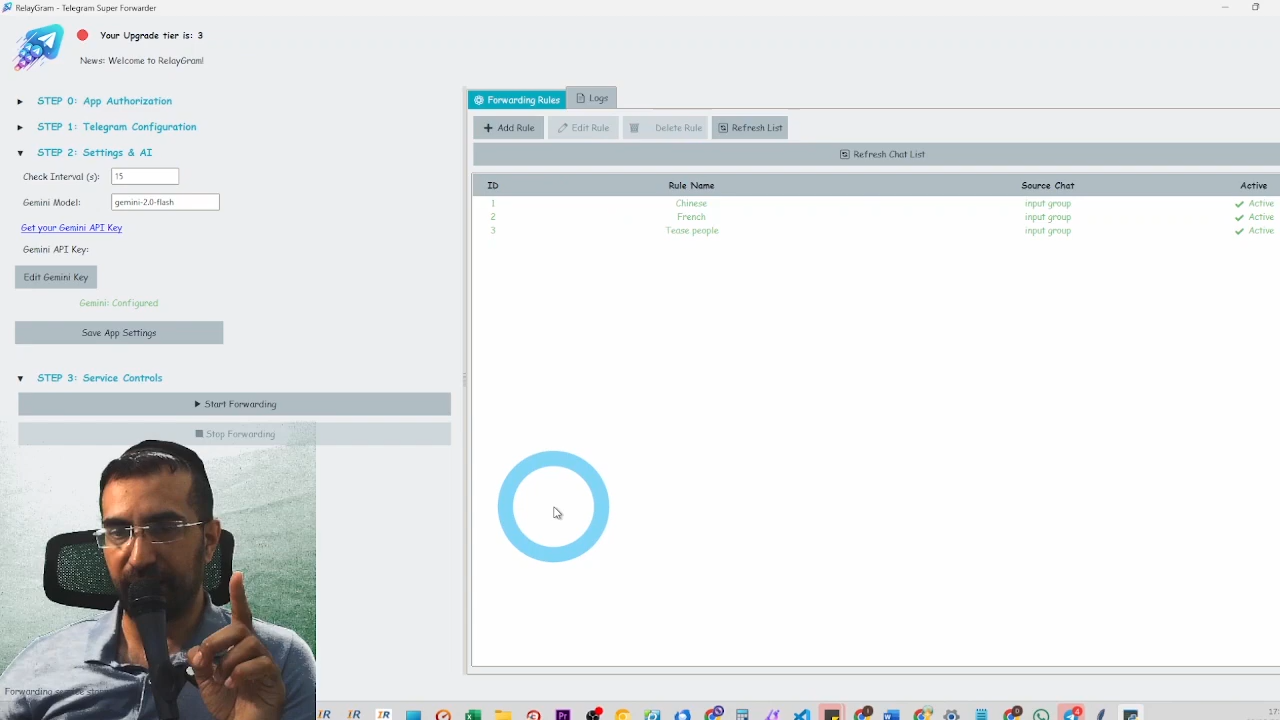 RelayGram - Telegram Super Forwarder
Your Upgrade tier is: 3
News: Welcome to RelayGram!
STEP 0: App Authorization
STEP 1: Telegram Configuration
STEP 2: Settings & AI
Check Interval (s): 15
Gemini Model: gemini-2.0-flash
Get your Gemini API Key
Gemini API Key:
Edit Gemini Key
Gemini: Configured
Save App Settings
STEP 3: Service Controls
Start Forwarding
Stop Forwarding
Forwarding Rules Logs
Add Rule Edit Rule Delete Rule Refresh List
Refresh Chat List
ID Rule Name Source Chat Active
1 Chinese input group Active
2 French input group Active
3 Tease people input group Active
Forwarding service